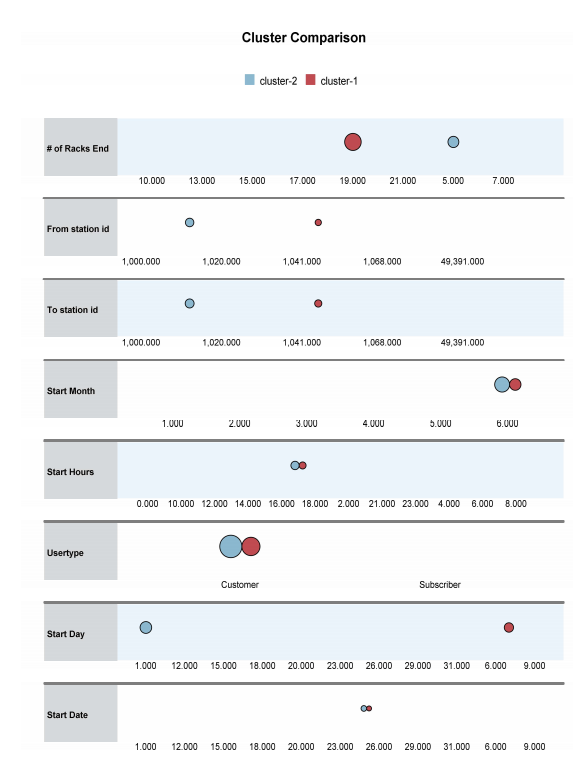 Cluster Comparison
cluster-2 cluster-1
# of Racks End
10.000 13.000 15.000 17.000 19.000 21.000 5.000 7.000
From station id
1,000.000 1,020.000 1,041.000 1,068.000 49,391.000
To station id
1,000.000 1,020.000 1,041.000 1,068.000 49,391.000
Start Month
1.000 2.000 3.000 4.000 5.000 6.000
Start Hours
0.000 10.000 12.000 14.000 16.000 18.000 2.000 21.000 23.000 4.000 6.000 8.000
Usertype
Customer Subscriber
Start Day
1.000 12.000 15.000 18.000 20.000 23.000 26.000 29.000 31.000 6.000 9.000
Start Date
1.000 12.000 15.000 18.000 20.000 23.000 26.000 29.000 31.000 6.000 9.000